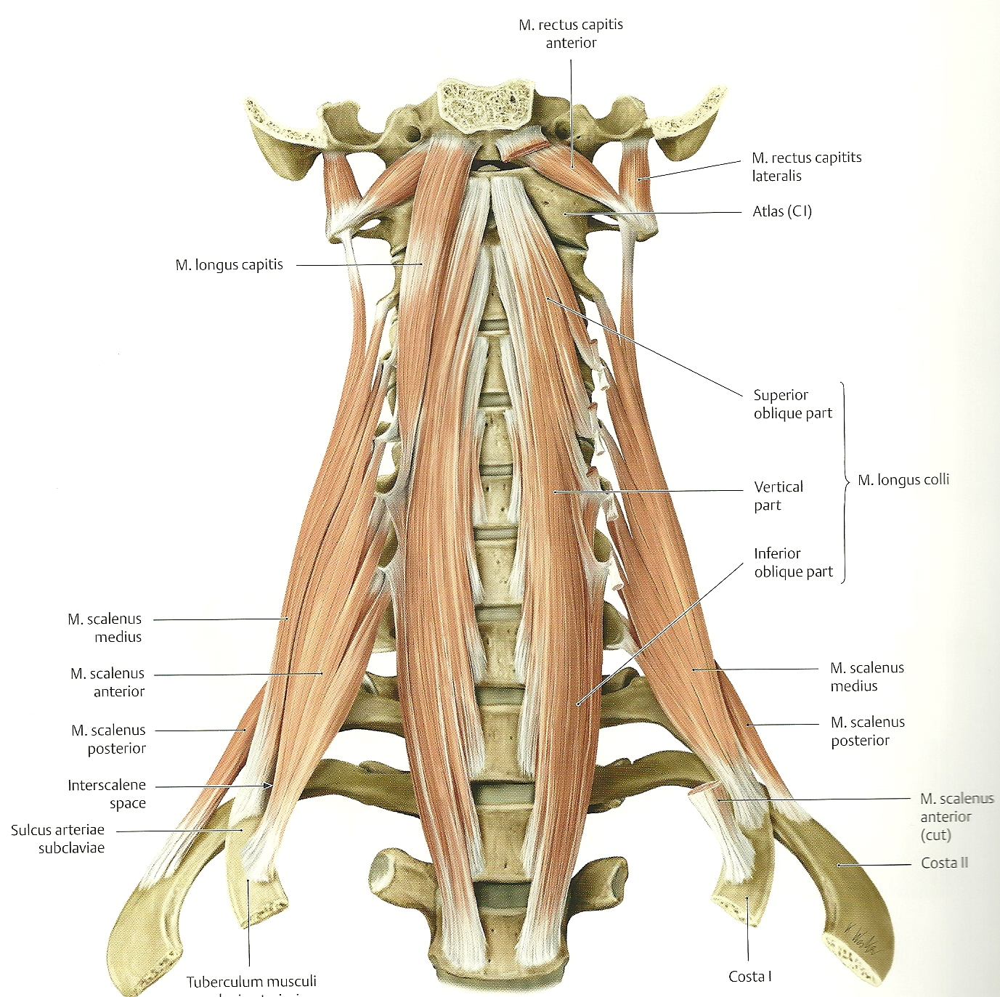 M. rectus capitis
anterior
M. rectus capitits
lateralis
Atlas (C I)
M. longus capitis
Superior
oblique part
Vertical
part
M. longus colli
Inferior
oblique part
M. scalenus
medius
M. scalenus
anterior
M. scalenus
posterior
Interscalene
space
Sulcus arteriae
subclaviae
M. scalenus
medius
M. scalenus
posterior
M. scalenus
anterior
(cut)
Costa II
Costa I
Tuberculum musculi